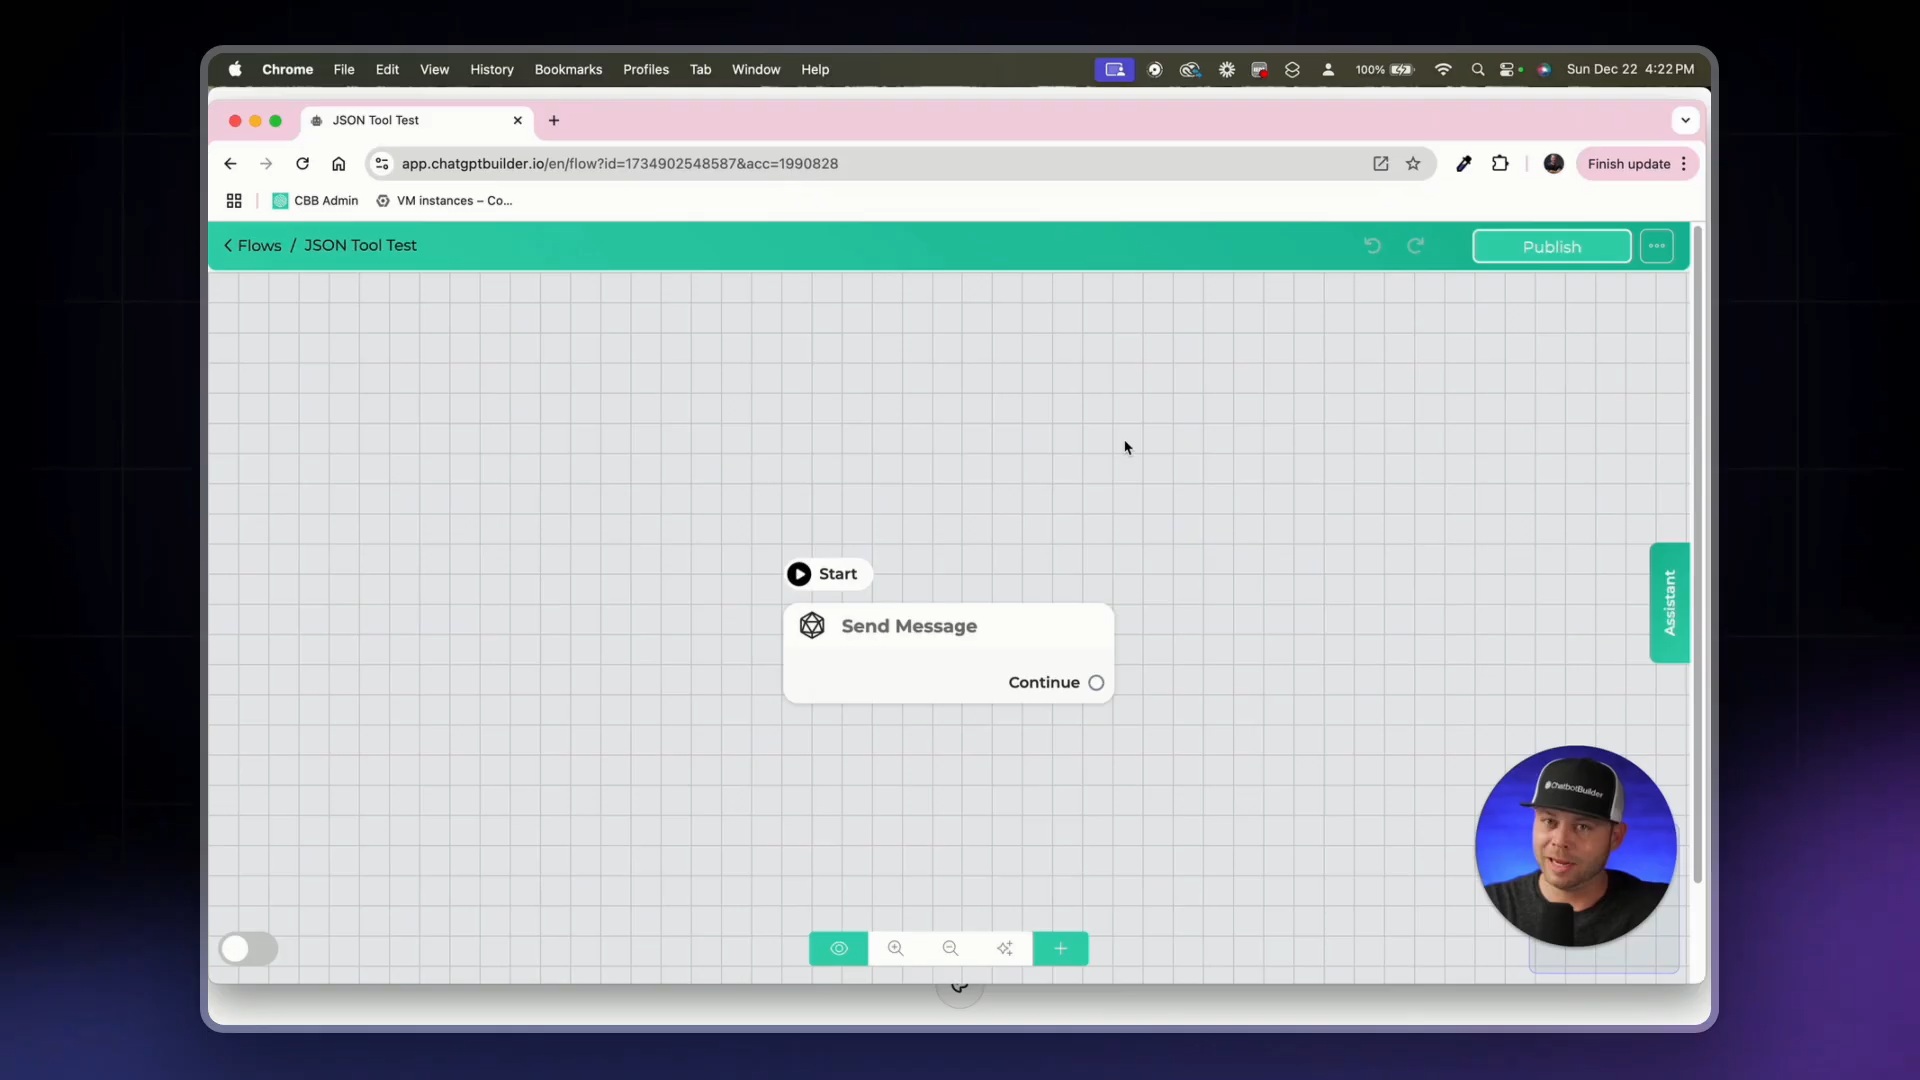 Chrome File Edit View History Bookmarks Profiles Tab Window Help 100% Sun Dec 22 4:22 PM
JSON Tool Test
app.chatgptbuilder.io/en/flow?id=1734902548587&acc=1990828 Finish update
CBB Admin VM instances – Co...
Flows / JSON Tool Test Publish
Start
Send Message
Continue
Assistant
ChatbotBuilder